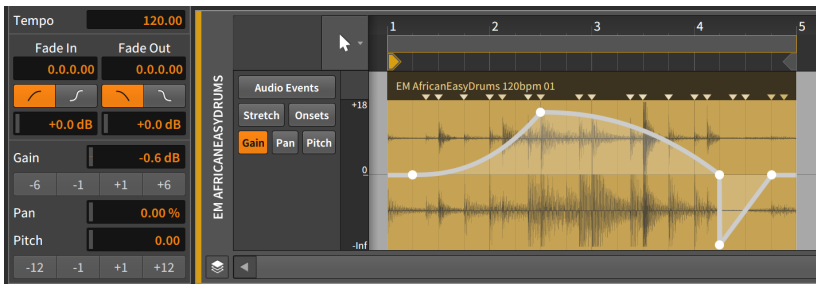 Tempo 120.00
Fade In Fade Out
0.0.0.00 0.0.0.00
+0.0 dB +0.0 dB
Gain -0.6 dB
-6 -1 +1 +6
Pan 0.00 %
Pitch 0.00
-12 -1 +1 +12
EM AFRICANEASYDRUMS
1 2 3 4 5
Audio Events
Stretch Onsets
Gain Pan Pitch
EM AfricanEasyDrums 120bpm 01
+18
0
-Inf